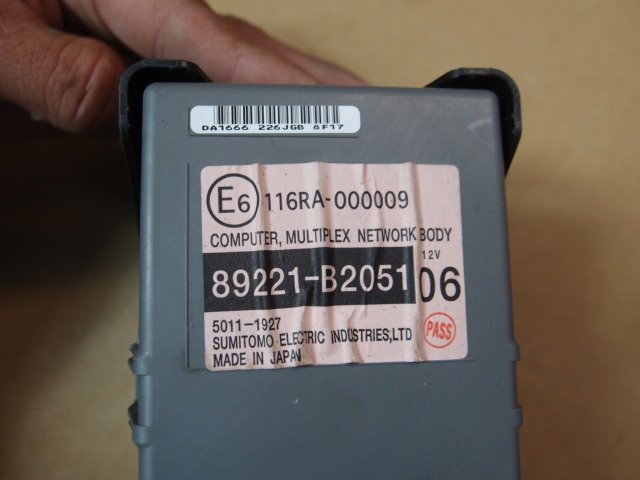 DA1666 226JGB 8F17
E6 116RA-000009
COMPUTER, MULTIPLEX NETWORK BODY
12V
89221-B2051 06
5011-1927
SUMITOMO ELECTRIC INDUSTRIES,LTD
PASS
MADE IN JAPAN